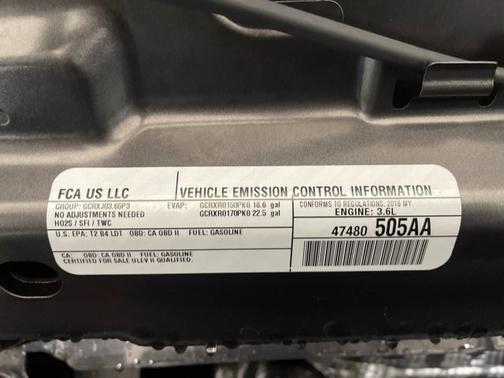 FCA US LLC VEHICLE EMISSION CONTROL INFORMATION
GROUP: GCRXJ03.65P3 EVAP: GCRXR0150PK0 18.6 gal CONFORMS TO REGULATIONS: 2016 MY
NO ADJUSTMENTS NEEDED GCRXR0170PK0 22.5 gal ENGINE: 3.6L
HO2S / SFI / TWC
47480 505AA
U.S. EPA: T2 B4 LDT OBD: CA OBD II FUEL: GASOLINE
CA: OBD: CA OBD II FUEL: GASOLINE
CERTIFIED FOR SALE ULEV II QUALIFIED